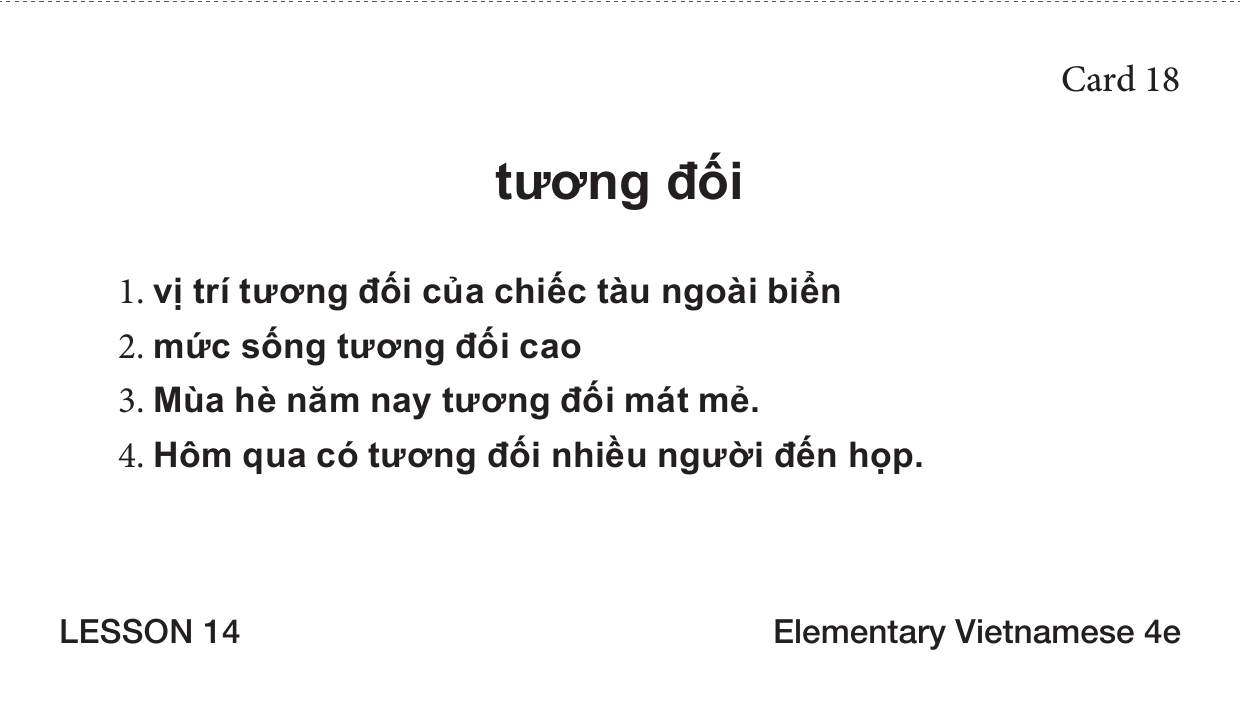 Card 18
tương đối
1. vị trí tương đối của chiếc tàu ngoài biển
2. mức sống tương đối cao
3. Mùa hè năm nay tương đối mát mẻ.
4. Hôm qua có tương đối nhiều người đến họp.
LESSON 14
Elementary Vietnamese 4e